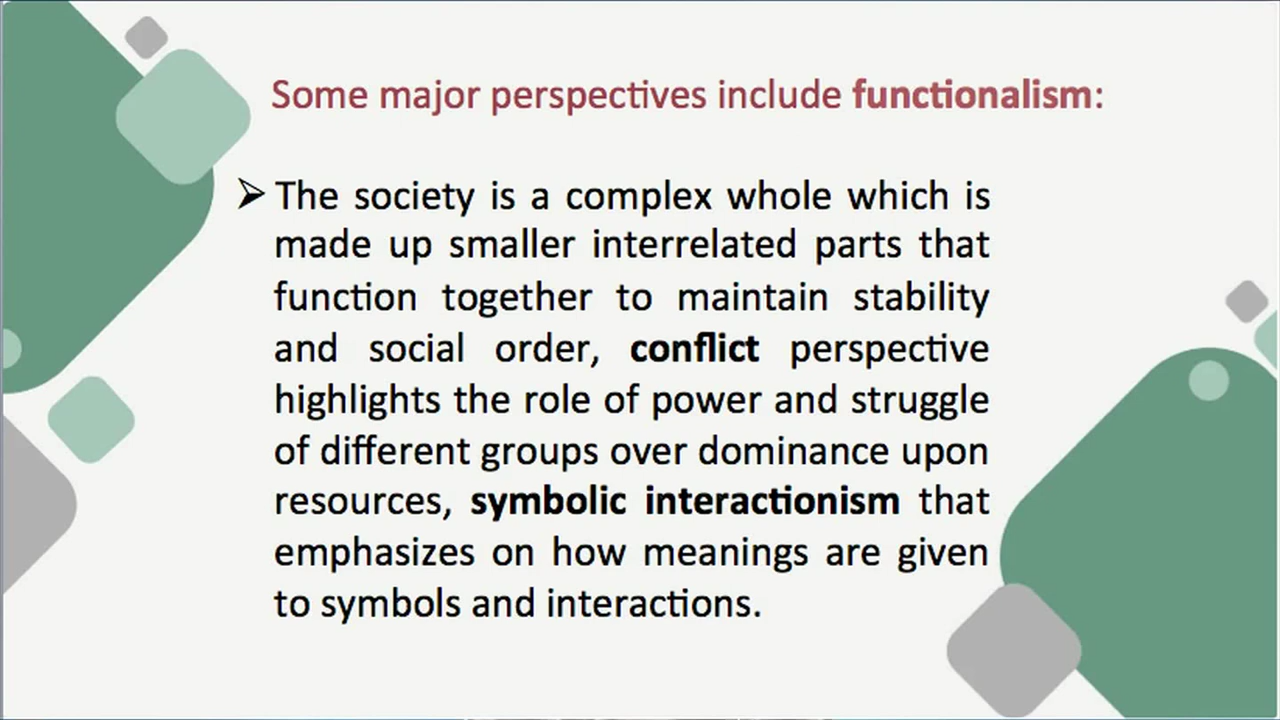 Some major perspectives include functionalism:
➢ The society is a complex whole which is
made up smaller interrelated parts that
function together to maintain stability
and social order, conflict perspective
highlights the role of power and struggle
of different groups over dominance upon
resources, symbolic interactionism that
emphasizes on how meanings are given
to symbols and interactions.